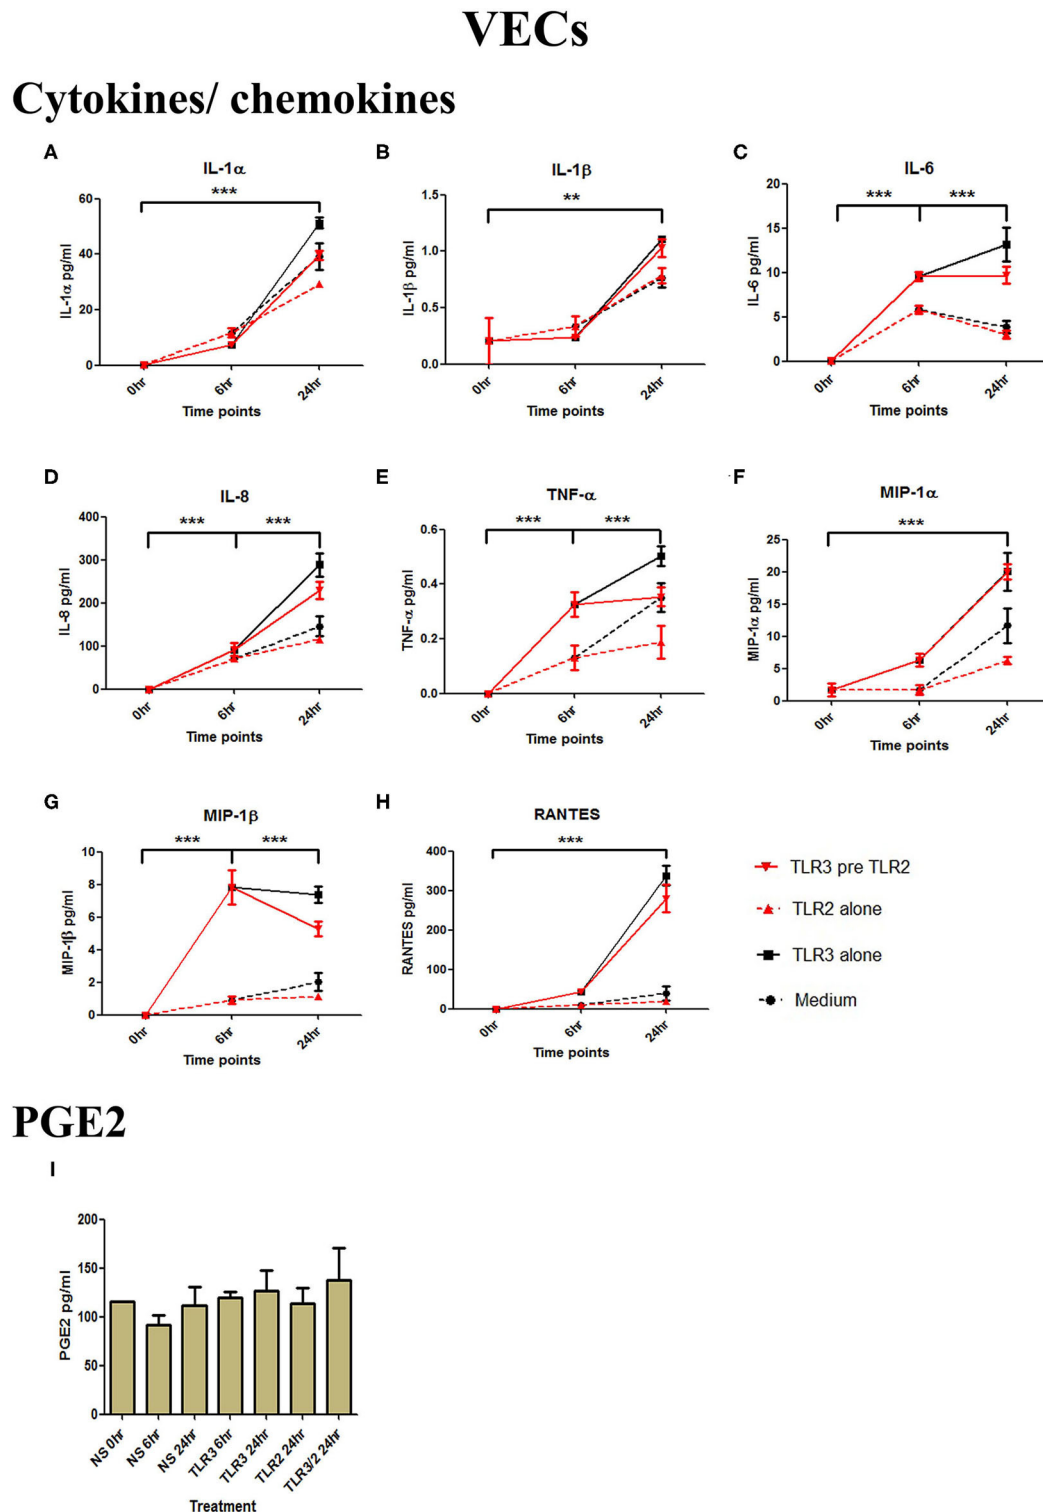 VECs
Cytokines/ chemokines
A
IL-1α
***
IL-1α pg/ml
60
40
20
0
0hr
6hr
24hr
Time points
B
IL-1β
**
IL-1β pg/ml
1.5
1.0
0.5
0.0
0hr
6hr
24hr
Time points
C
IL-6
***
***
IL-6 pg/ml
20
15
10
5
0
0hr
6hr
24hr
Time points
D
IL-8
***
***
IL-8 pg/ml
400
300
200
100
0
0hr
6hr
24hr
Time points
E
TNF-α
***
***
TNF-α pg/ml
0.6
0.4
0.2
0.0
0hr
6hr
24hr
Time points
F
MIP-1α
***
MIP-1α pg/ml
25
20
15
10
5
0
0hr
6hr
24hr
Time points
G
MIP-1β
***
***
MIP-1β pg/ml
10
8
6
4
2
0
0hr
6hr
24hr
Time points
H
RANTES
***
RANTES pg/ml
400
300
200
100
0
0hr
6hr
24hr
Time points
TLR3 pre TLR2
TLR2 alone
TLR3 alone
Medium
PGE2
I
PGE2 pg/ml
200
150
100
50
0
NS 0hr
NS 6hr
NS 24hr
TLR3 6hr
TLR3 24hr
TLR2 24hr
TLR3/2 24hr
Treatment